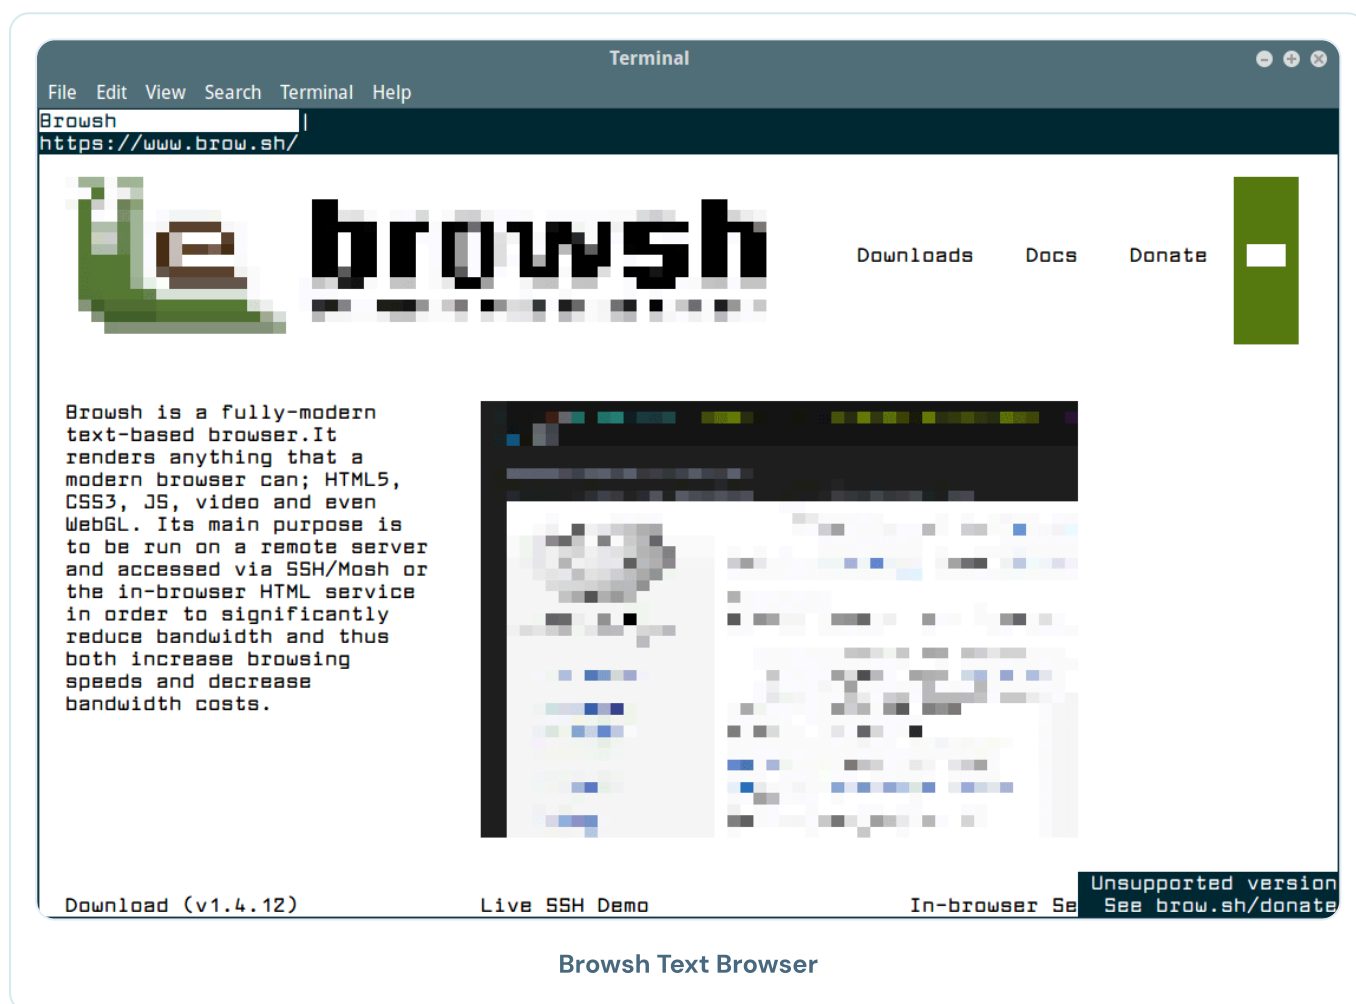 Terminal
File Edit View Search Terminal Help
Browsh |
https://www.brow.sh/
browsh
Downloads Docs Donate
Browsh is a fully-modern
text-based browser.It
renders anything that a
modern browser can; HTML5,
CSS3, JS, video and even
WebGL. Its main purpose is
to be run on a remote server
and accessed via SSH/Mosh or
the in-browser HTML service
in order to significantly
reduce bandwidth and thus
both increase browsing
speeds and decrease
bandwidth costs.
Unsupported version
Download (v1.4.12) Live SSH Demo In-browser Se See brow.sh/donate
Browsh Text Browser